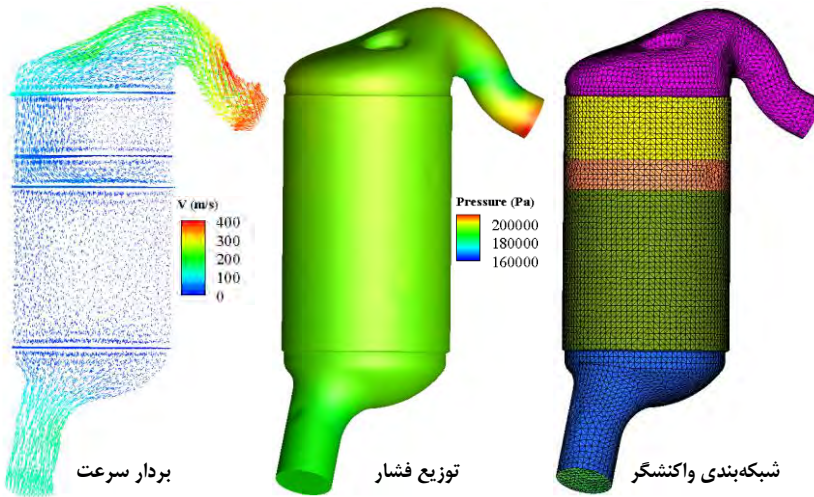 V (m/s)
400
300
200
100
0
Pressure (Pa)
200000
180000
160000
بردار سرعت
توزیع فشار
شبکه‌بندی واکنشگر